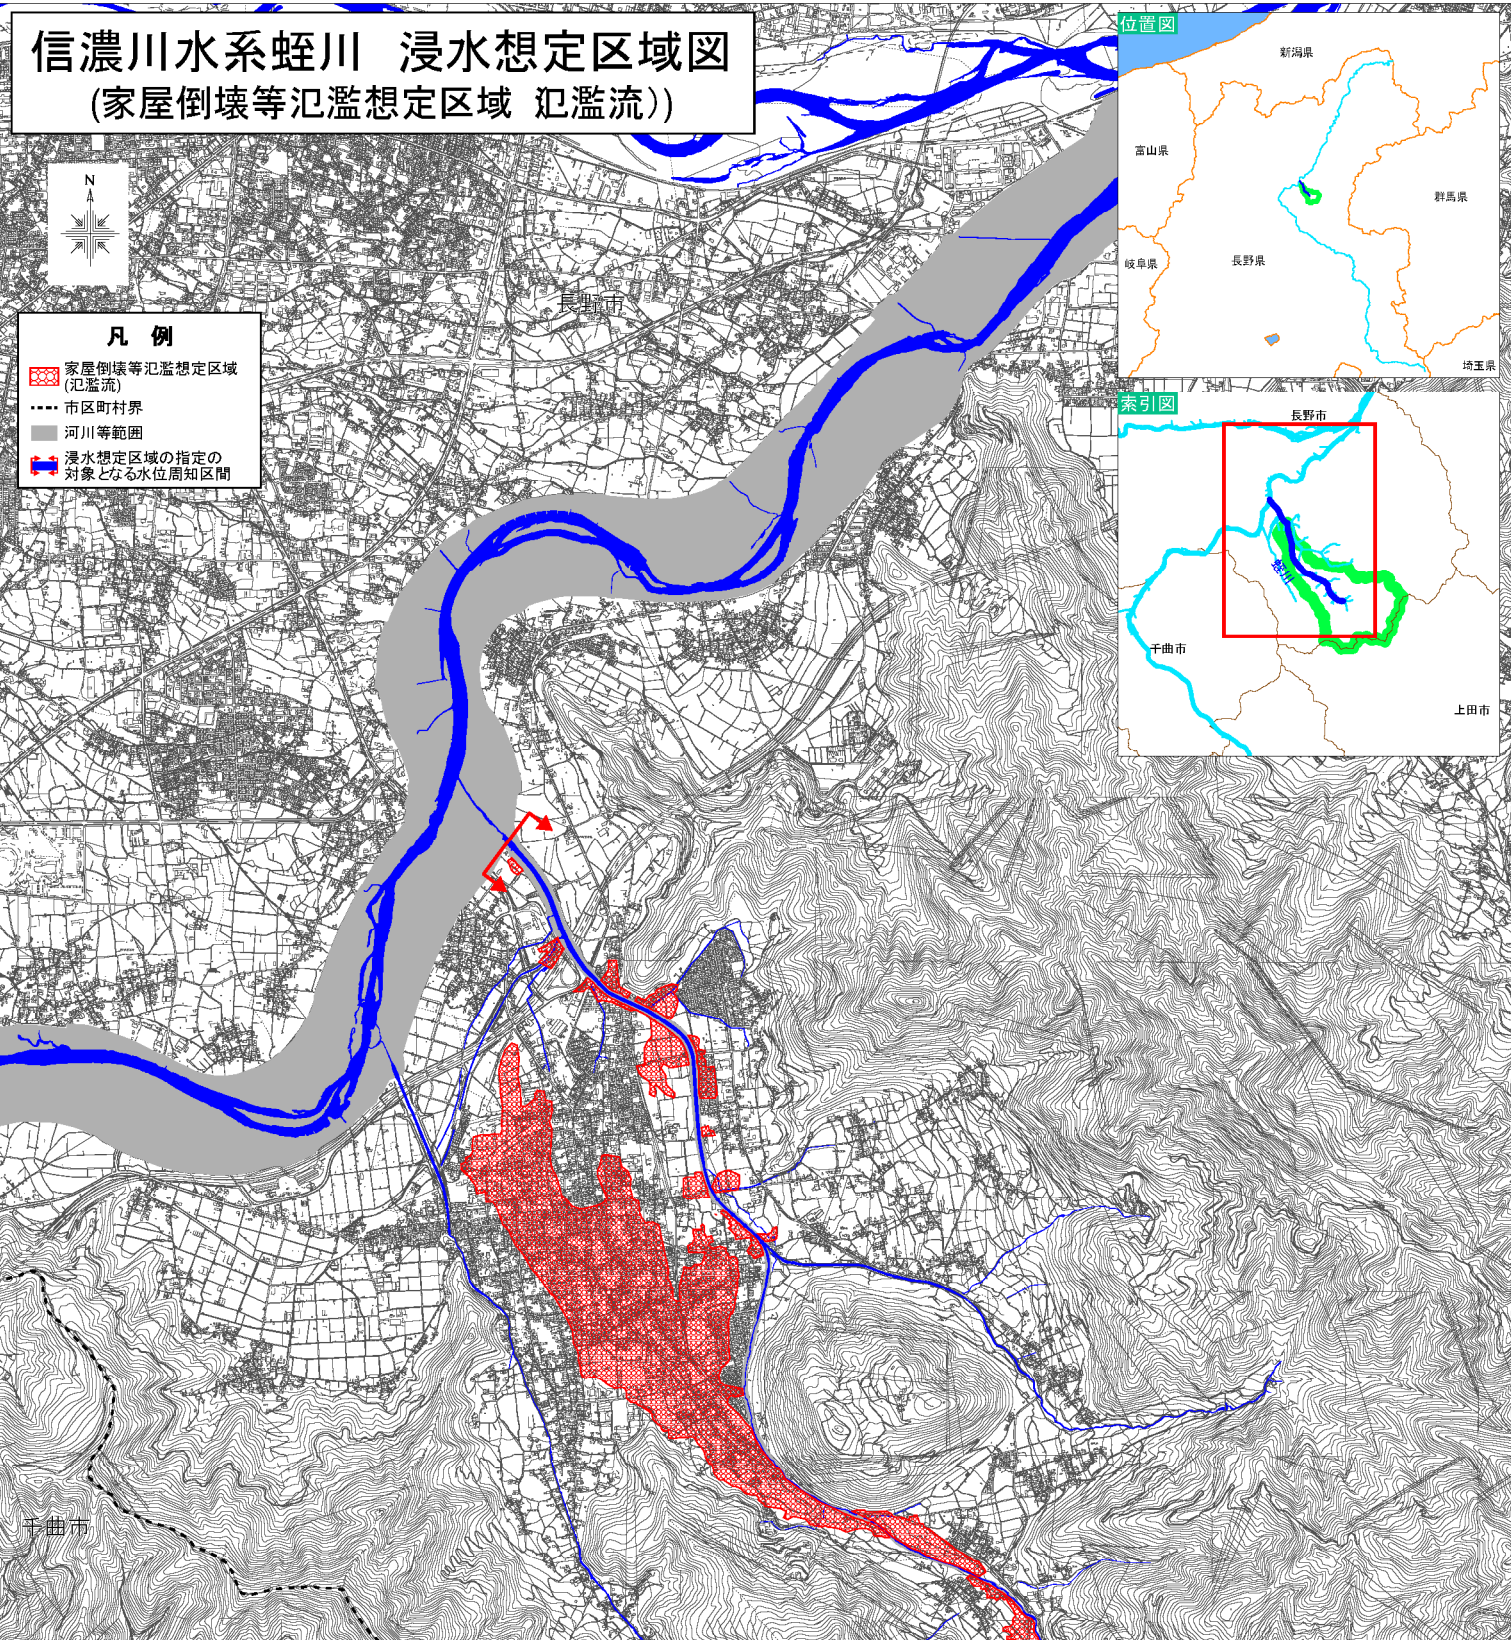 信濃川水系蛭川　浸水想定区域図
(家屋倒壊等氾濫想定区域 氾濫流))
N
凡 例
家屋倒壊等氾濫想定区域
(氾濫流)
市区町村界
河川等範囲
浸水想定区域の指定の
対象となる水位周知区間
長野市
千曲市
位置図
新潟県
富山県
群馬県
岐阜県
長野県
埼玉県
索引図
長野市
蛭川
千曲市
上田市